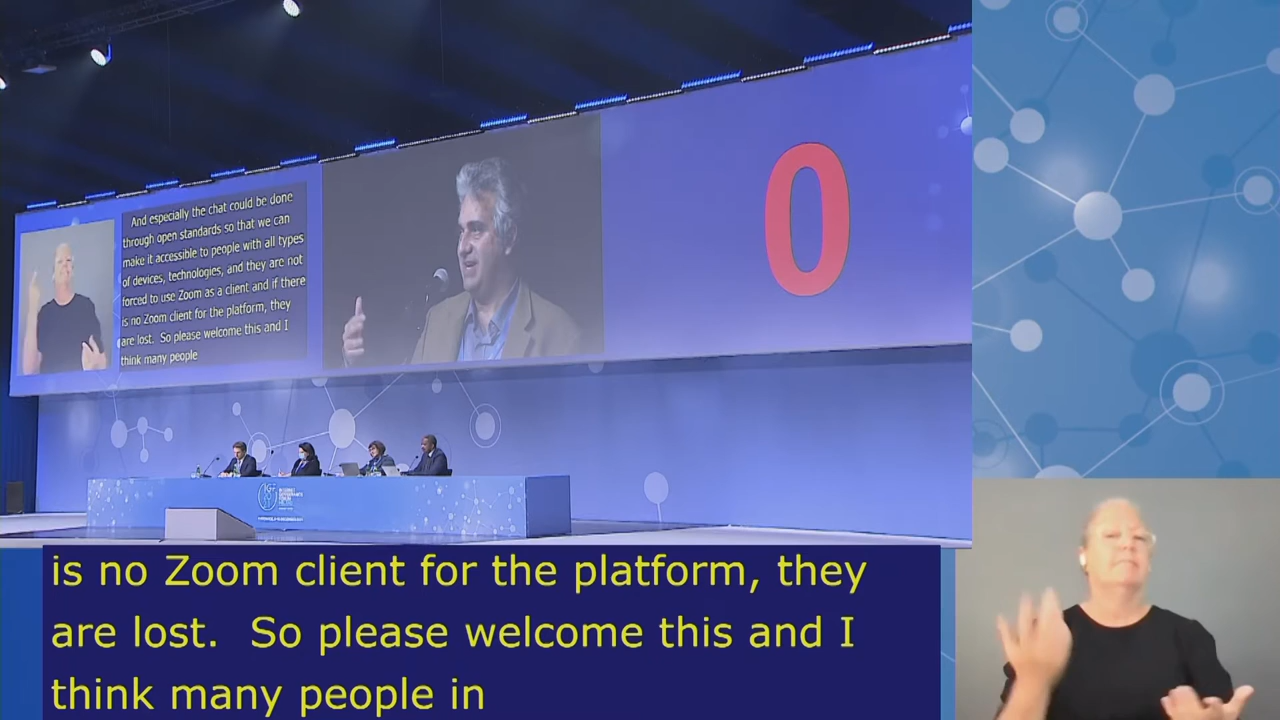 And especially the chat could be done
through open standards so that we can
make it accessible to people with all types
of devices, technologies, and they are not
forced to use Zoom as a client and if there
is no Zoom client for the platform, they
are lost.  So please welcome this and I
think many people
0
INTERNET
GOVERNANCE
FORUM
is no Zoom client for the platform, they
are lost.  So please welcome this and I
think many people in